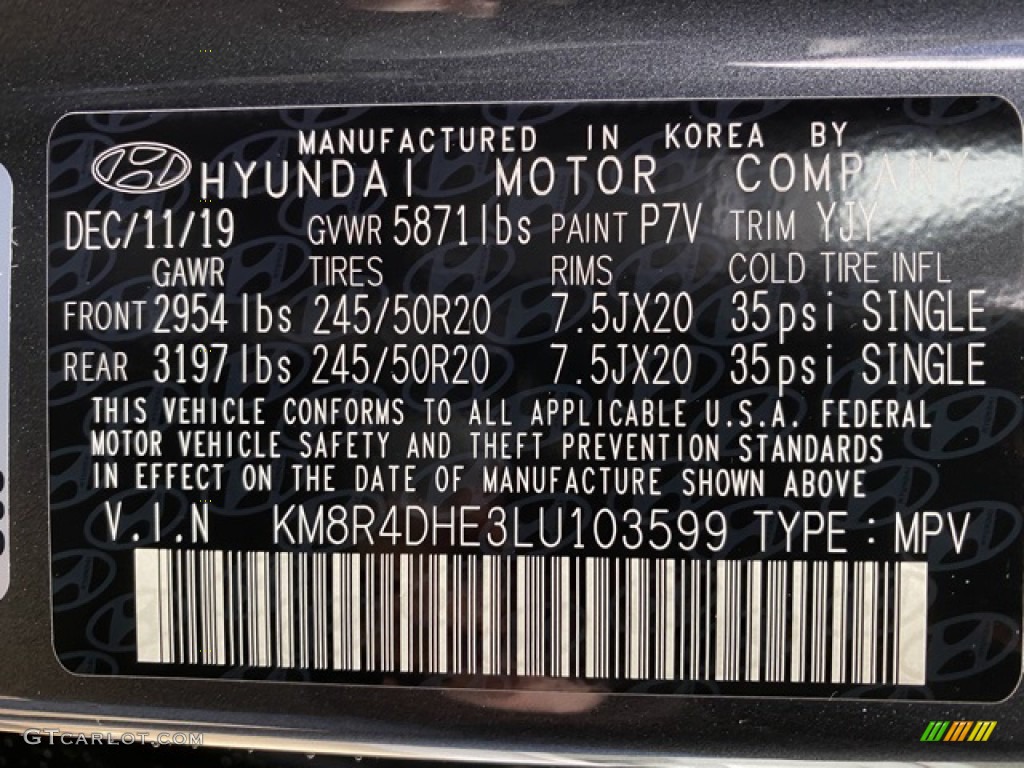 MANUFACTURED IN KOREA BY
HYUNDAI MOTOR COMPANY
DEC/11/19 GVWR 5871lbs PAINT P7V TRIM YJY
GAWR TIRES RIMS COLD TIRE INFL
FRONT 2954lbs 245/50R20 7.5JX20 35psi SINGLE
REAR 3197lbs 245/50R20 7.5JX20 35psi SINGLE
THIS VEHICLE CONFORMS TO ALL APPLICABLE U.S.A. FEDERAL
MOTOR VEHICLE SAFETY AND THEFT PREVENTION STANDARDS
IN EFFECT ON THE DATE OF MANUFACTURE SHOWN ABOVE
V.I.N KM8R4DHE3LU103599 TYPE : MPV
GTCARLOT.COM